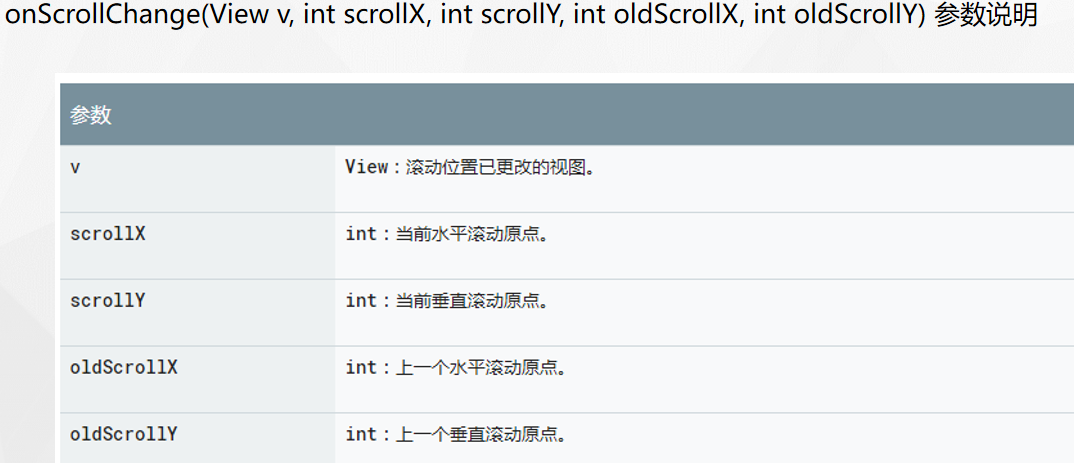 onScrollChange(View v, int scrollX, int scrollY, int oldScrollX, int oldScrollY) 参数说明
参数
v View：滚动位置已更改的视图。
scrollX int：当前水平滚动原点。
scrollY int：当前垂直滚动原点。
oldScrollX int：上一个水平滚动原点。
oldScrollY int：上一个垂直滚动原点。